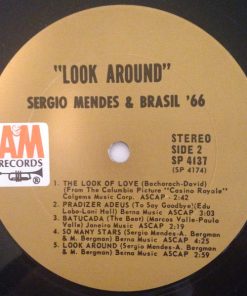 "LOOK AROUND"
SERGIO MENDES & BRASIL '66
A&M
RECORDS
STEREO
SIDE 2
SP 4137
(SP 4174)
1. THE LOOK OF LOVE (Bacharach-David)
(From The Columbia Picture "Casino Royale")
Colgems Music Corp. ASCAP - 2:42
2. PRADIZER ADEUS (To Say Goodbye) (Edu
Lobo-Lani Hall) Berna Music ASCAP 3:03
3. BATUCADA (The Beat) (Marcos Valle-Paulo
Valle) Janeiro Music ASCAP 2:19
4. SO MANY STARS (Sergio Mendes-A. Bergman
& M. Bergman) Berna Music ASCAP 4:25
5. LOOK AROUND (Sergio Mendes-A. Bergman
& M. Bergman) Berna Music ASCAP 2:59